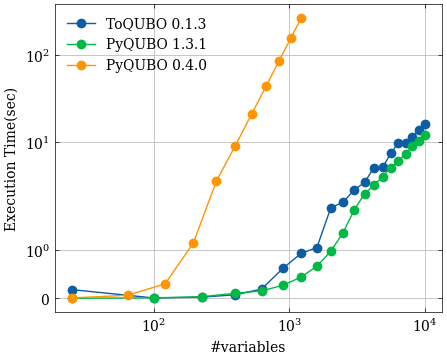 ToQUBO 0.1.3
PyQUBO 1.3.1
PyQUBO 0.4.0
Execution Time(sec)
10²
10¹
10⁰
0
10² 10³ 10⁴
#variables